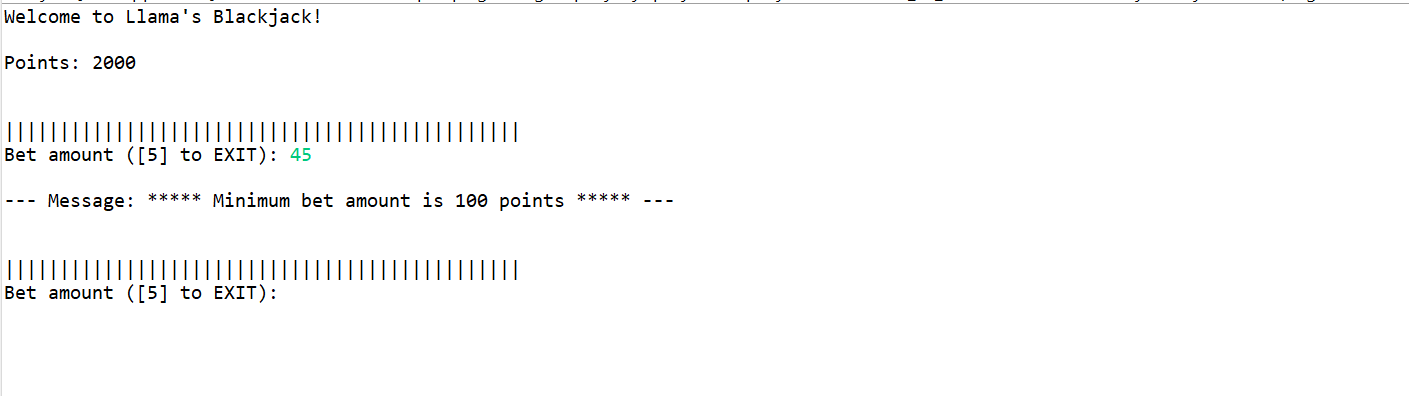 Welcome to Llama's Blackjack!
Points: 2000
|||||||||||||||||||||||||||||||||||||||||||||||
Bet amount ([5] to EXIT): 45
--- Message: ***** Minimum bet amount is 100 points ***** ---
|||||||||||||||||||||||||||||||||||||||||||||||
Bet amount ([5] to EXIT):